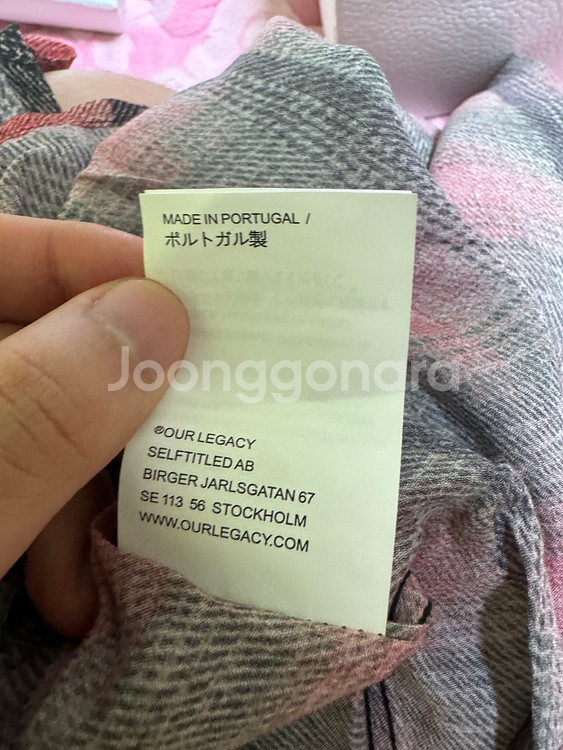 MADE IN PORTUGAL /
ポルトガル製
Joonggonara
®OUR LEGACY
SELFTITLED AB
BIRGER JARLSGATAN 67
SE 113 56 STOCKHOLM
WWW.OURLEGACY.COM